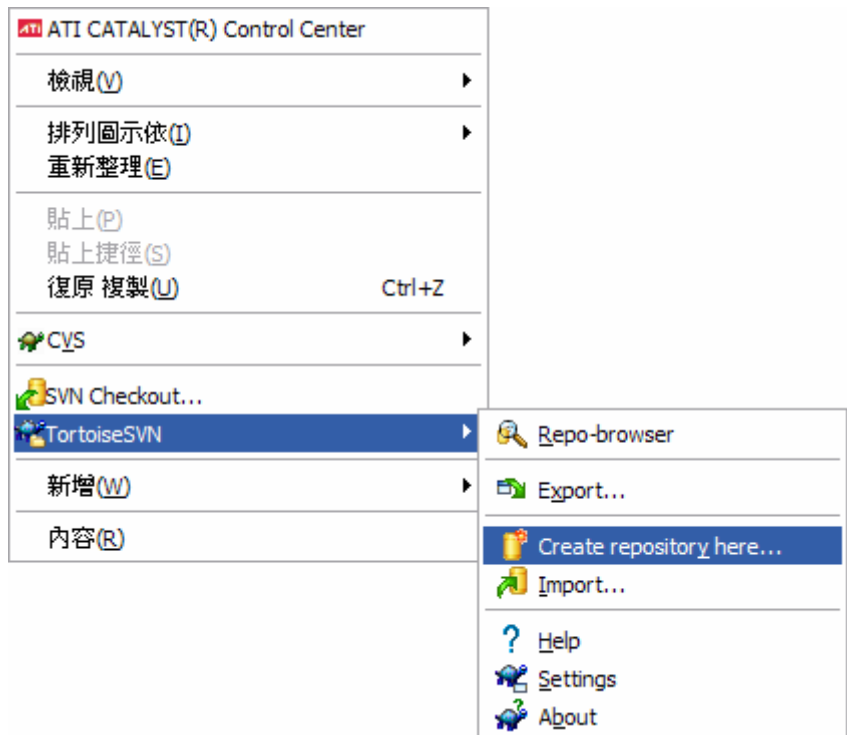 ATI ATI CATALYST(R) Control Center
檢視(V)
排列圖示依(I)
重新整理(E)
貼上(P)
貼上捷徑(S)
復原 複製(U) Ctrl+Z
CVS
SVN Checkout...
TortoiseSVN
新增(W)
內容(R)
Repo-browser
Export...
Create repository here...
Import...
? Help
Settings
About